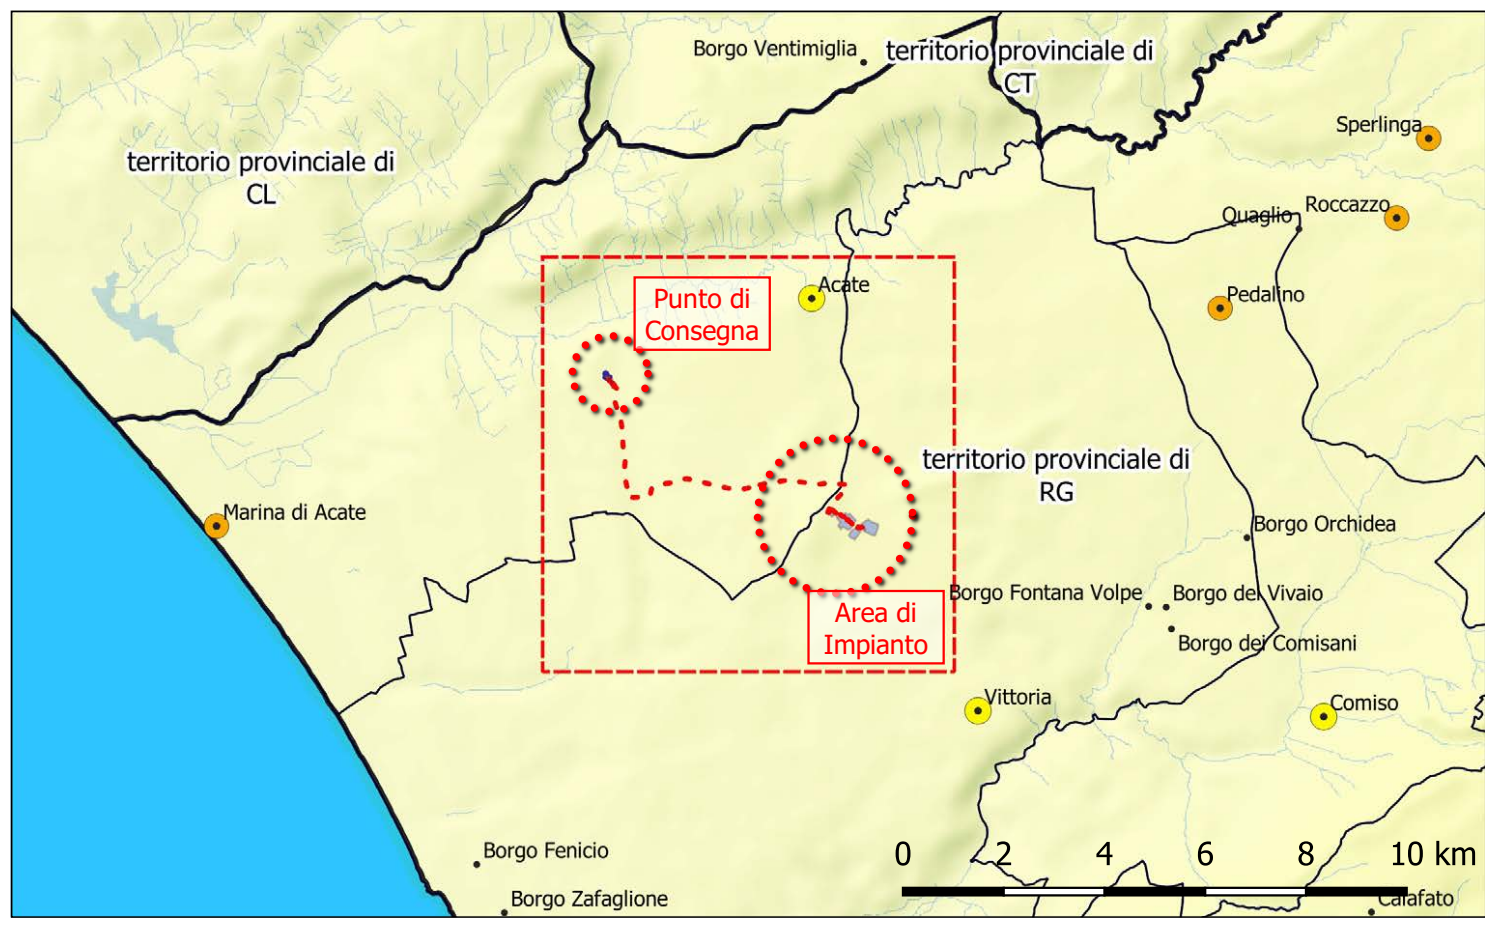 Borgo Ventimiglia
territorio provinciale di
CT
Sperlinga
territorio provinciale di
CL
Quaglio
Roccazzo
Acate
Pedalino
Punto di
Consegna
territorio provinciale di
RG
Marina di Acate
Borgo Orchidea
Borgo Fontana Volpe
Borgo del Vivaio
Area di
Impianto
Borgo dei Comisani
Vittoria
Comiso
Borgo Fenicio
0 2 4 6 8 10 km
Borgo Zafaglione
Calafato